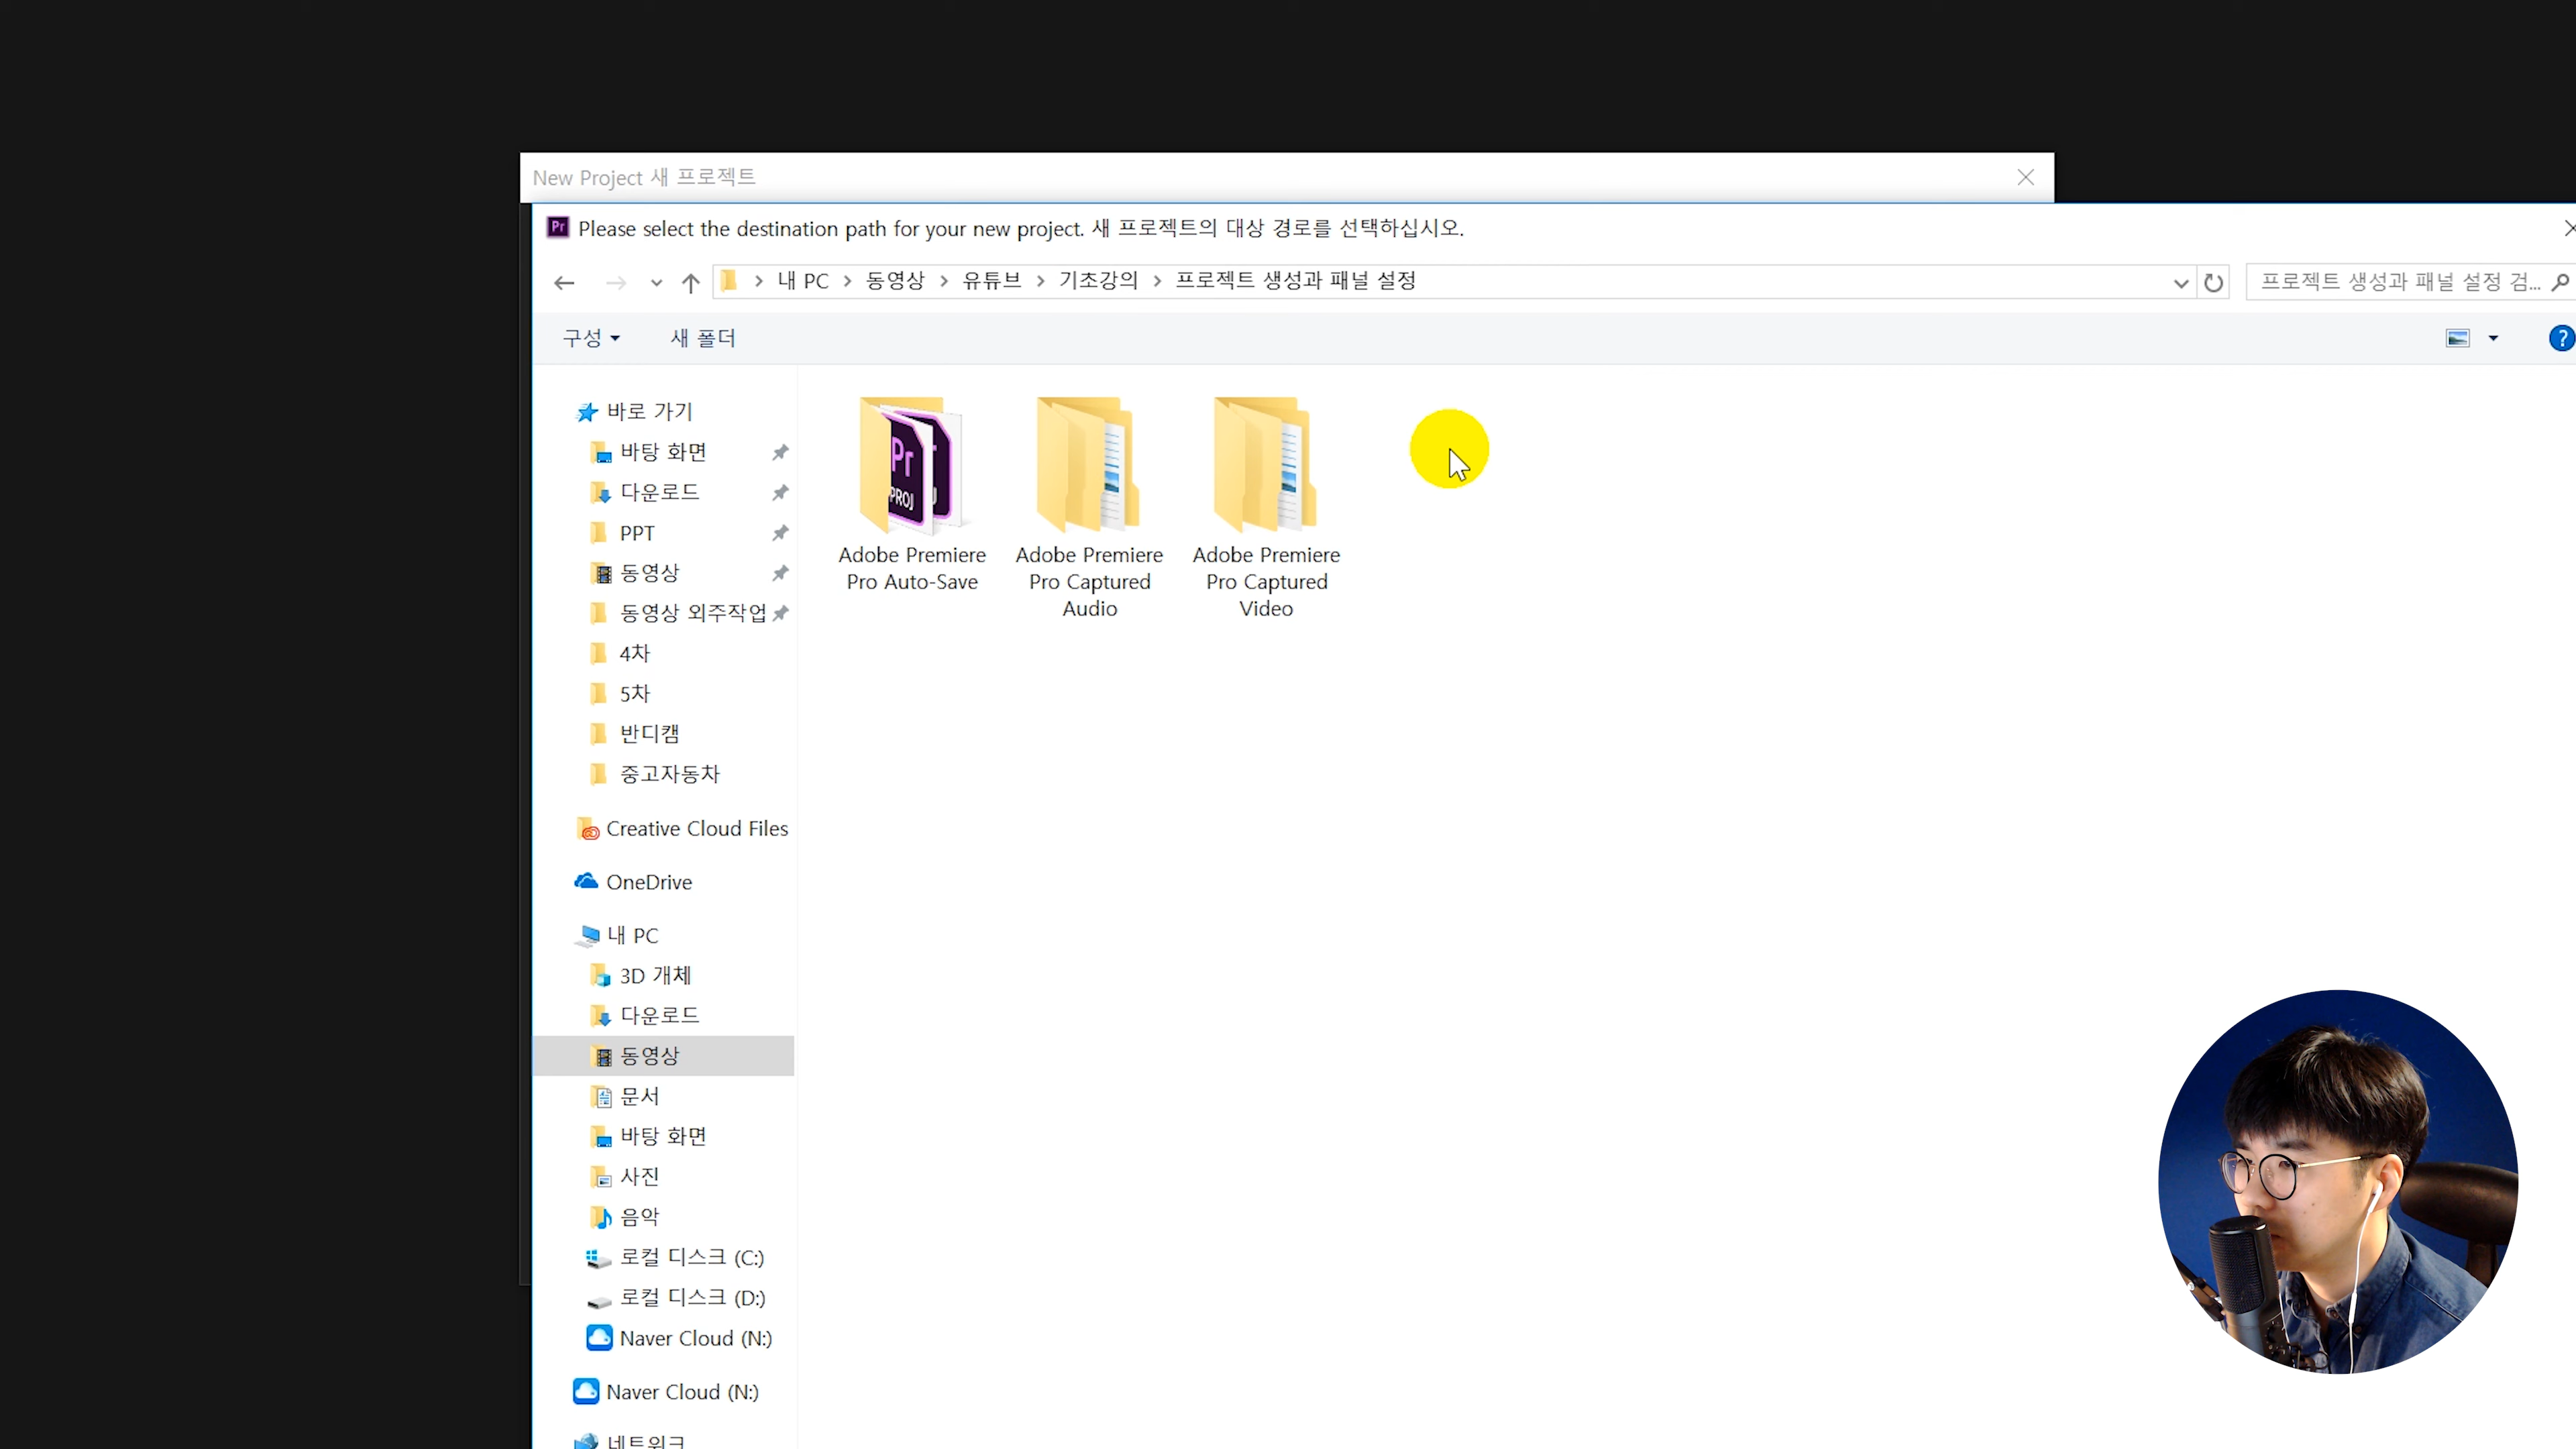 New Project 새 프로젝트
Please select the destination path for your new project. 새 프로젝트의 대상 경로를 선택하십시오.
내 PC > 동영상 > 유튜브 > 기초강의 > 프로젝트 생성과 패널 설정
프로젝트 생성과 패널 설정 검...
구성
새 폴더
바로 가기
바탕 화면
다운로드
PPT
동영상
동영상 외주작업
4차
5차
반디캠
중고자동차
Creative Cloud Files
OneDrive
내 PC
3D 개체
다운로드
동영상
문서
바탕 화면
사진
음악
로컬 디스크 (C:)
로컬 디스크 (D:)
Naver Cloud (N:)
Naver Cloud (N:)
네트워크
Pr
PROJ
Adobe Premiere
Pro Auto-Save
Adobe Premiere
Pro Captured
Audio
Adobe Premiere
Pro Captured
Video